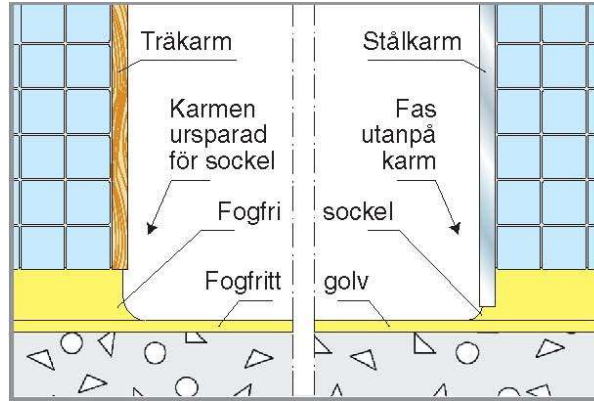 Träkarm
Karmen
ursparad
för sockel
Stålkarm
Fas
utanpå
karm
Fogfri sockel
Fogfritt golv